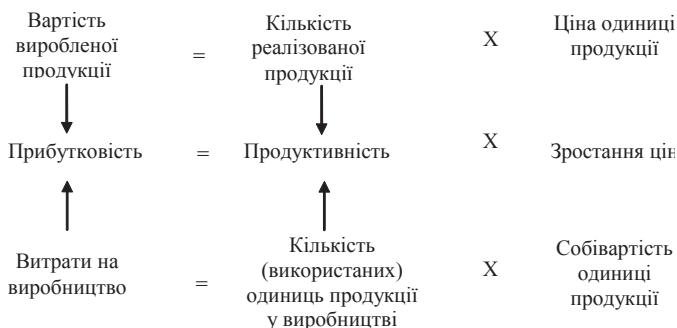 Вартість виробленої продукції = Кількість реалізованої продукції X Ціна одиниці продукції
Прибутковість = Продуктивність X Зростання цін
Витрати на виробництво = Кількість (використаних) одиниць продукції у виробництві X Собівартість одиниці продукції